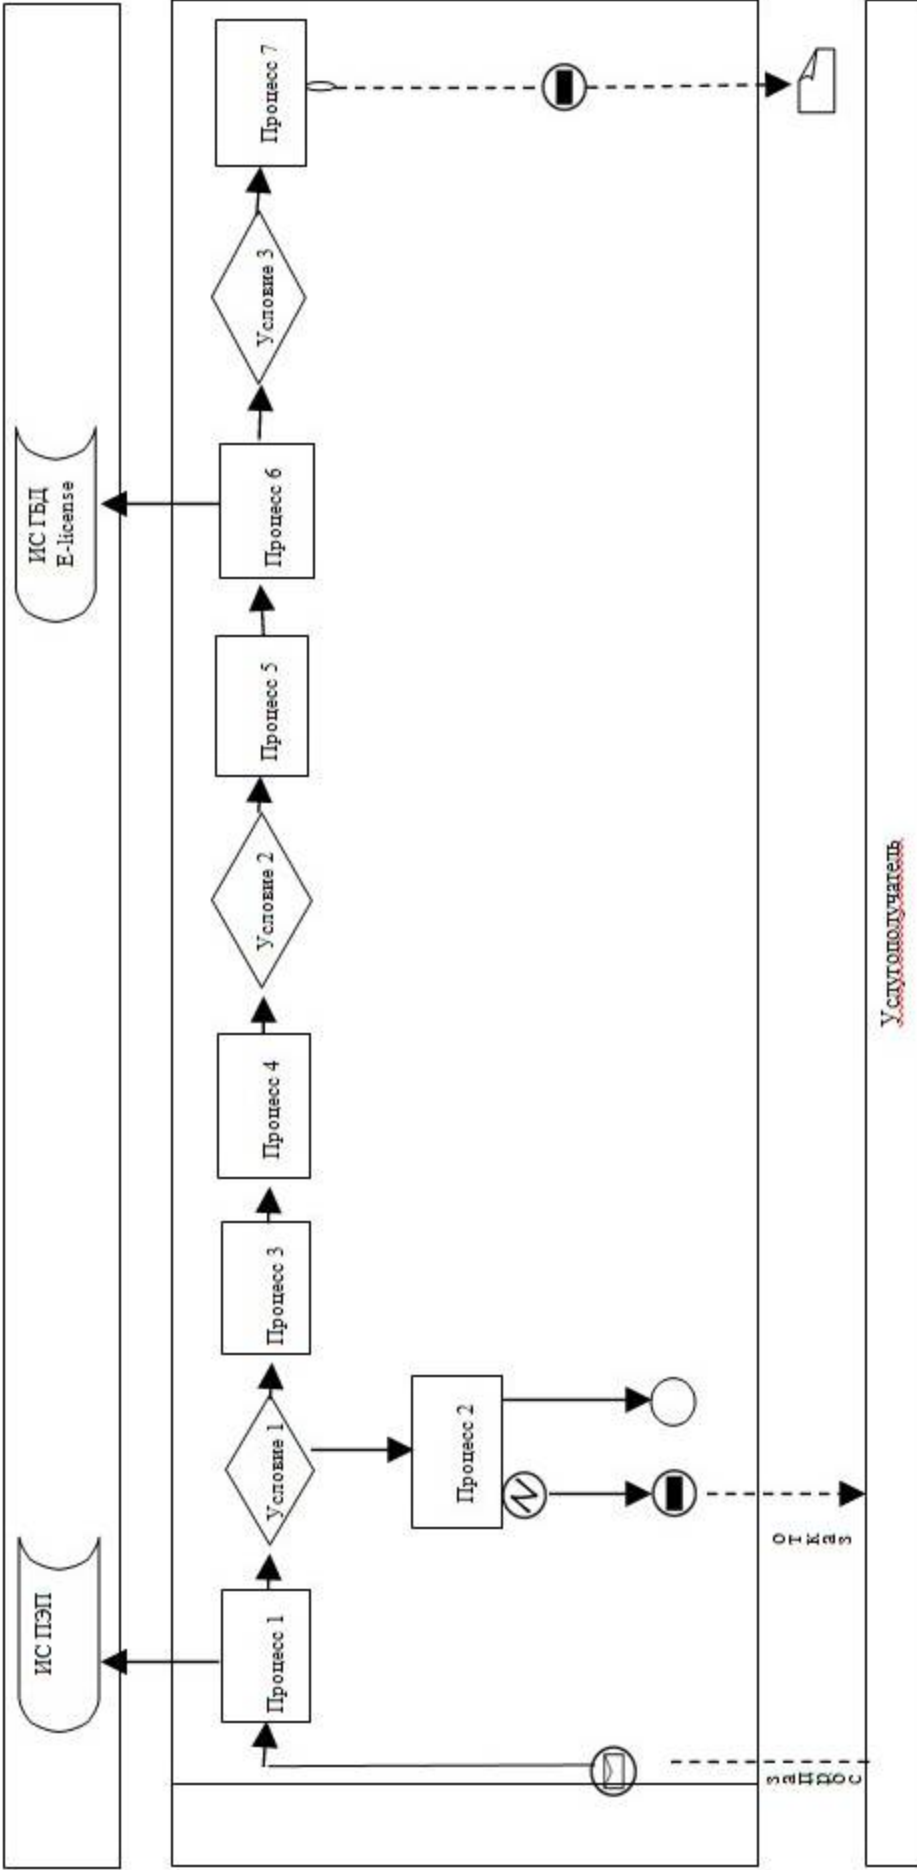 ИС ПЭП
ИС ГБД
E-license
Процесс 1
Условие 1
Процесс 3
Процесс 4
Условие 2
Процесс 5
Процесс 6
Условие 3
Процесс 7
Процесс 2
запрос
отказ
Услугополучатель